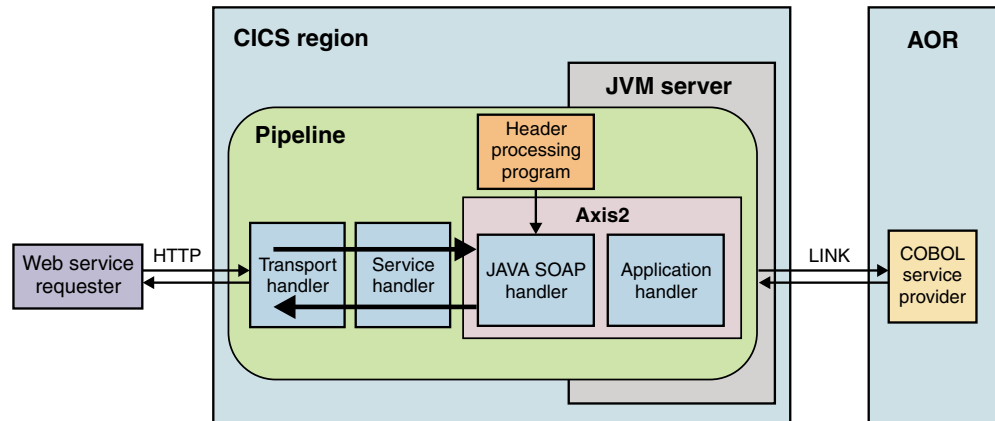 CICS region
AOR
JVM server
Pipeline
Header
processing
program
Axis2
Web service
requester
HTTP
Transport
handler
Service
handler
JAVA SOAP
handler
Application
handler
LINK
COBOL
service
provider